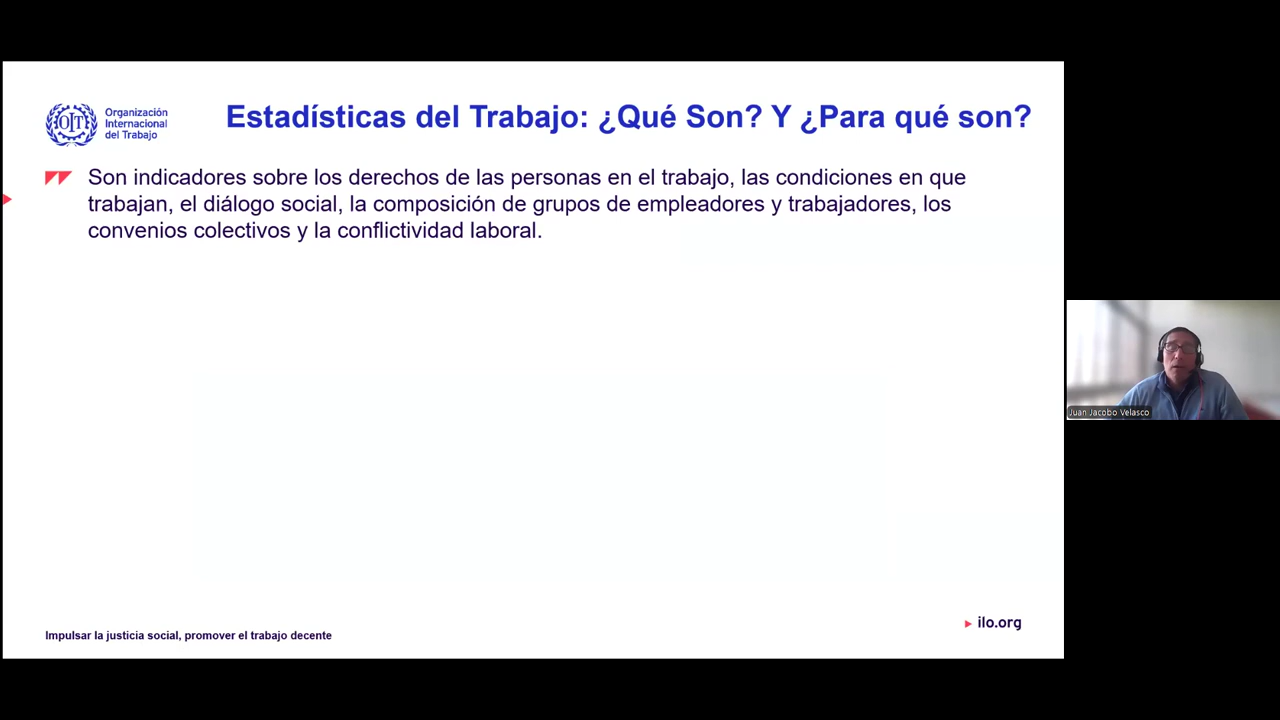 OIT
Organización
Internacional
del Trabajo
Estadísticas del Trabajo: ¿Qué Son? Y ¿Para qué son?
Son indicadores sobre los derechos de las personas en el trabajo, las condiciones en que
trabajan, el diálogo social, la composición de grupos de empleadores y trabajadores, los
convenios colectivos y la conflictividad laboral.
Juan Jacobo Velasco
Impulsar la justicia social, promover el trabajo decente
ilo.org